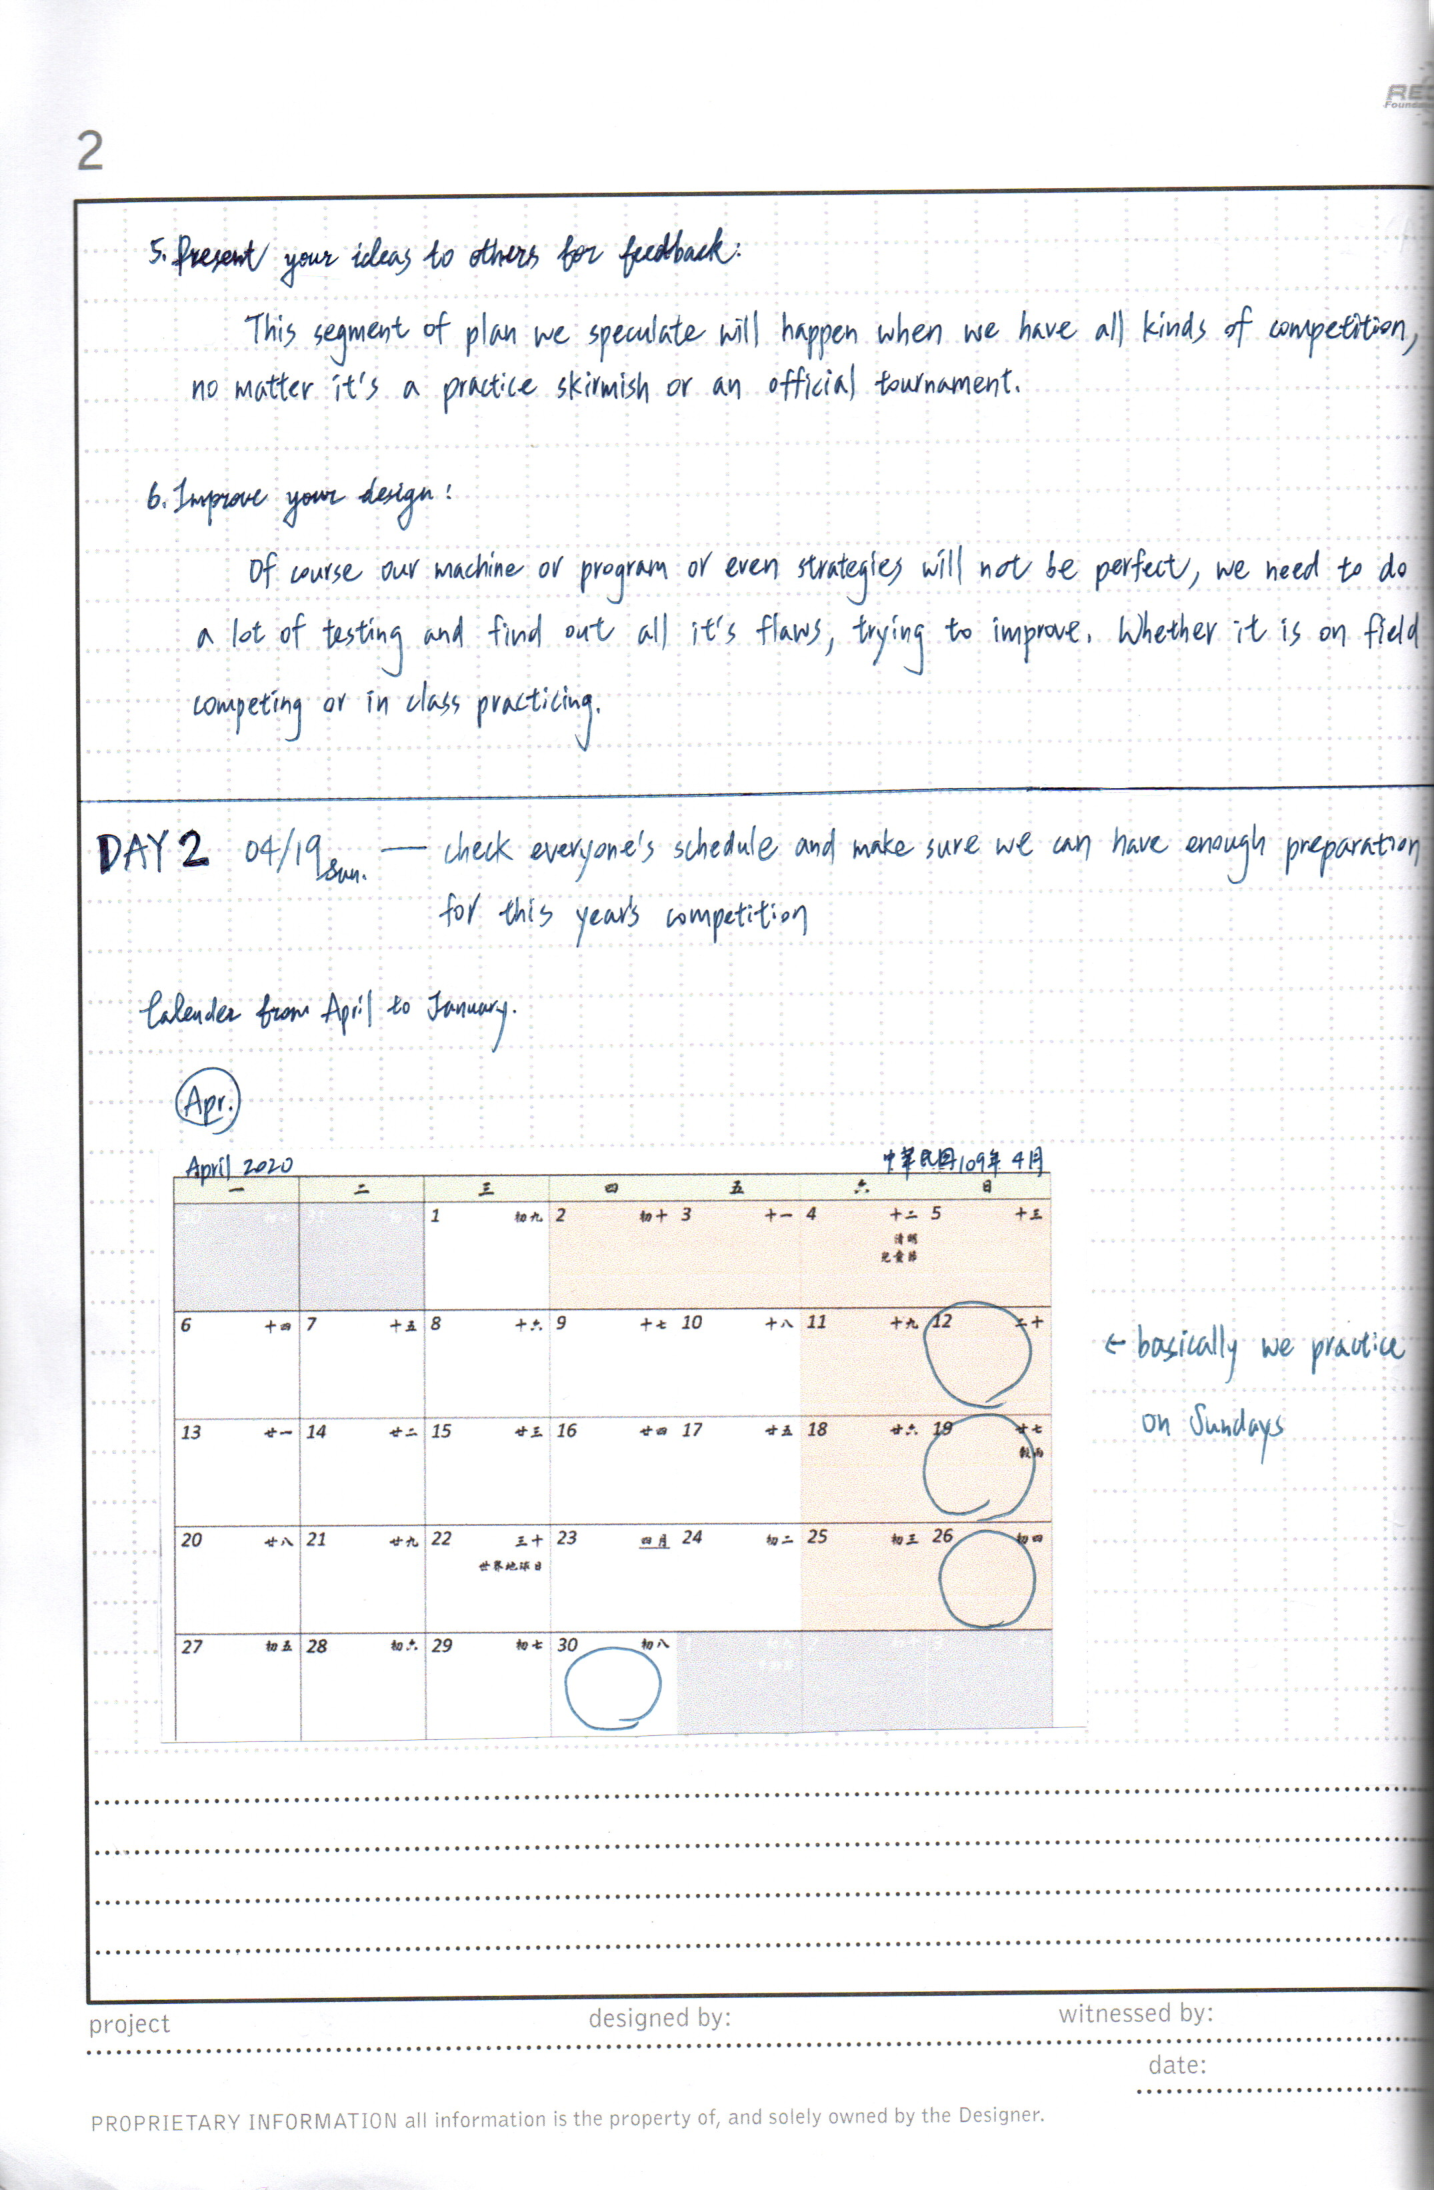 2
5. Present your ideas to others for feedback:
This segment of plan we speculate will happen when we have all kinds of competition,
no matter it's a practice skirmish or an official tournament.
6. Improve your design:
Of course our machine or program or even strategies will not be perfect, we need to do
a lot of testing and find out all it's flaws, trying to improve. Whether it is on field
competing or in class practicing.
DAY 2 04/19 Sun. — check everyone's schedule and make sure we can have enough preparation
for this year's competition
Calender from April to January.
Apr.
April 2020 中華民國109年4月
一 二 三 四 五 六 日
1 初九 2 初十 3 十一 4 十二 5 十三
清明
兒童節
6 十四 7 十五 8 十六 9 十七 10 十八 11 十九 12 二十
← basically we practice
on Sundays
13 廿一 14 廿二 15 廿三 16 廿四 17 廿五 18 廿六 19 廿七
穀雨
20 廿八 21 廿九 22 三十 23 四月 24 初二 25 初三 26 初四
世界地球日
27 初五 28 初六 29 初七 30 初八
project designed by: witnessed by:
date:
PROPRIETARY INFORMATION all information is the property of, and solely owned by the Designer.